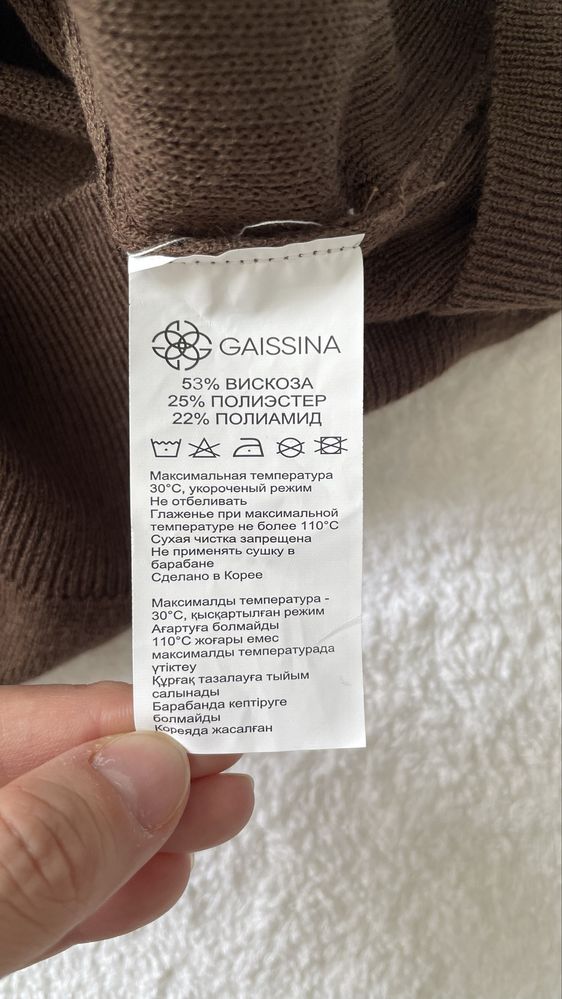 GAISSINA
53% ВИСКОЗА
25% ПОЛИЭСТЕР
22% ПОЛИАМИД
Максимальная температура
30°C, укороченый режим
Не отбеливать
Глаженье при максимальной
температуре не более 110°C
Сухая чистка запрещена
Не применять сушку в
барабане
Сделано в Корее
Максималды температура -
30°C, қысқартылған режим
Ағартуға болмайды
110°C жоғары емес
максималды температурада
үтіктеу
Құрғақ тазалауға тыйым
салынады
Барабанда кептіруге
болмайды
Кореяда жасалған